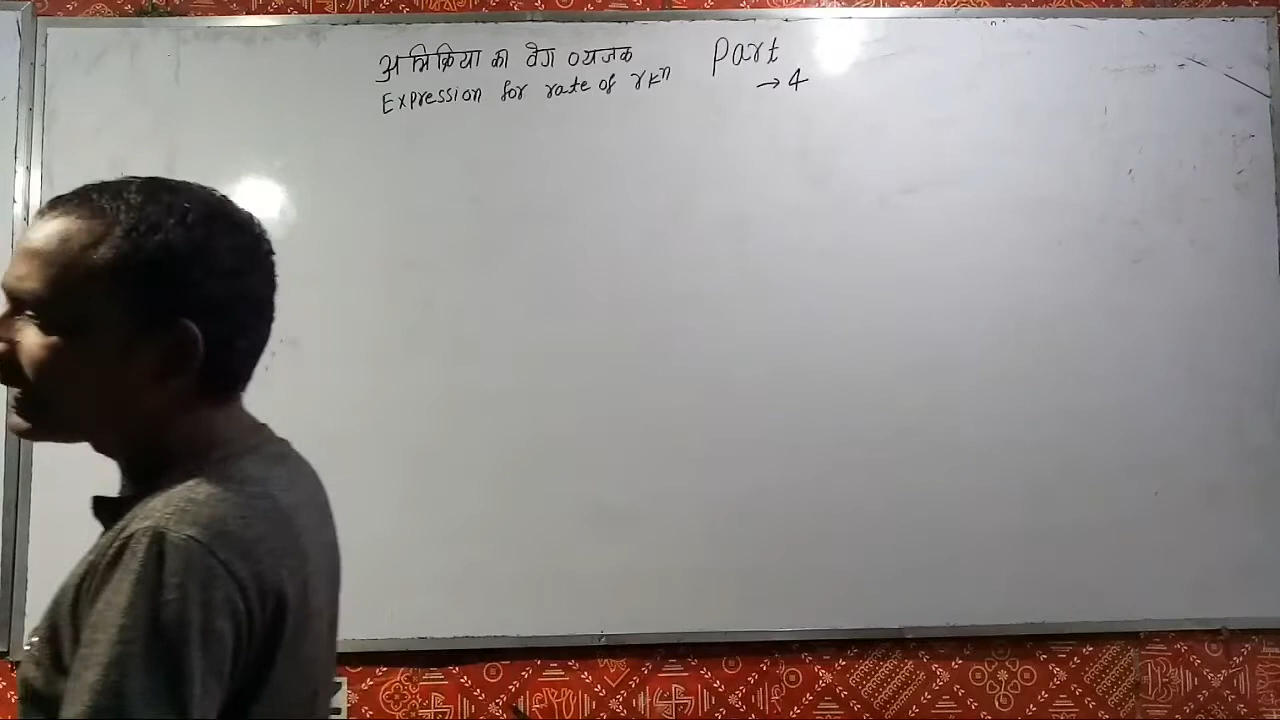 अभिक्रिया का वेग व्यंजक Part
Expression for rate of rxⁿ → 4